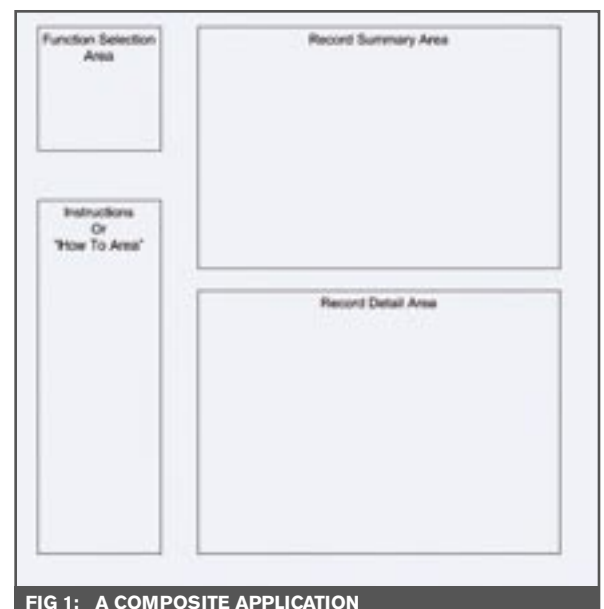 Function Selection
Area
Record Summary Area
Instructions
Or
"How To Area"
Record Detail Area
FIG 1: A COMPOSITE APPLICATION